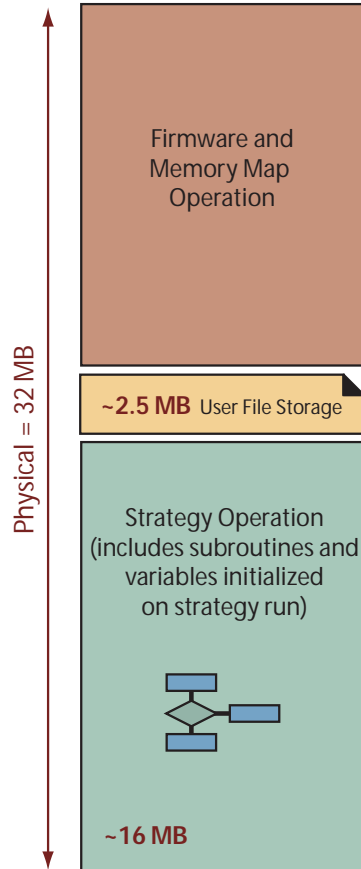 Physical = 32 MB
Firmware and
Memory Map
Operation
~2.5 MB User File Storage
Strategy Operation
(includes subroutines and
variables initialized
on strategy run)
~16 MB